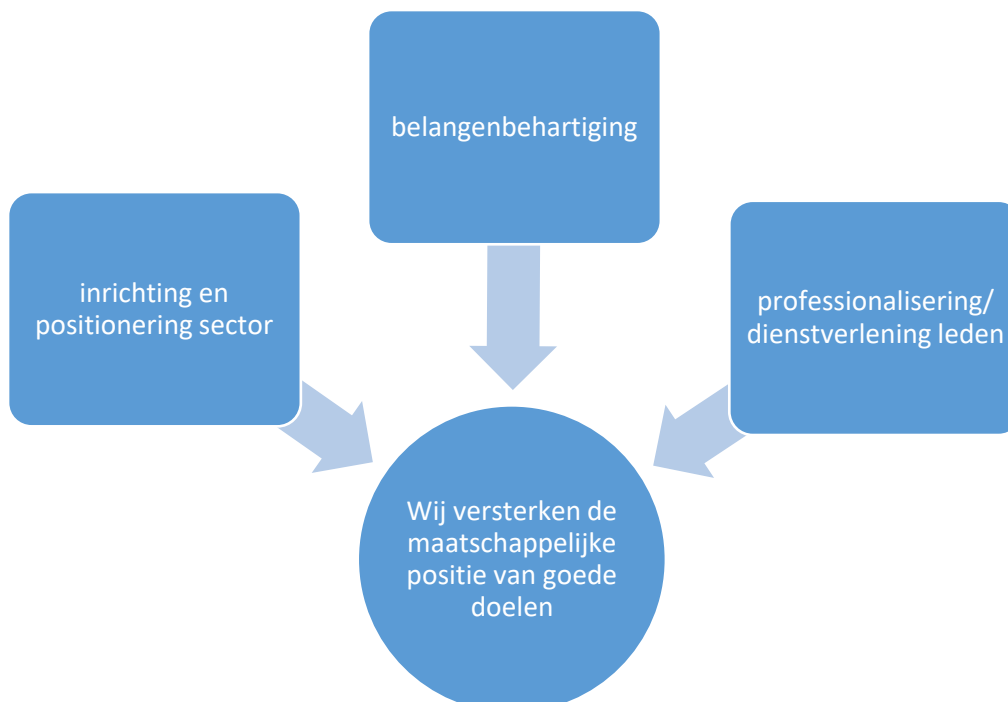 belangenbehartiging
inrichting en
positionering sector
professionalisering/
dienstverlening leden
Wij versterken de
maatschappelijke
positie van goede
doelen